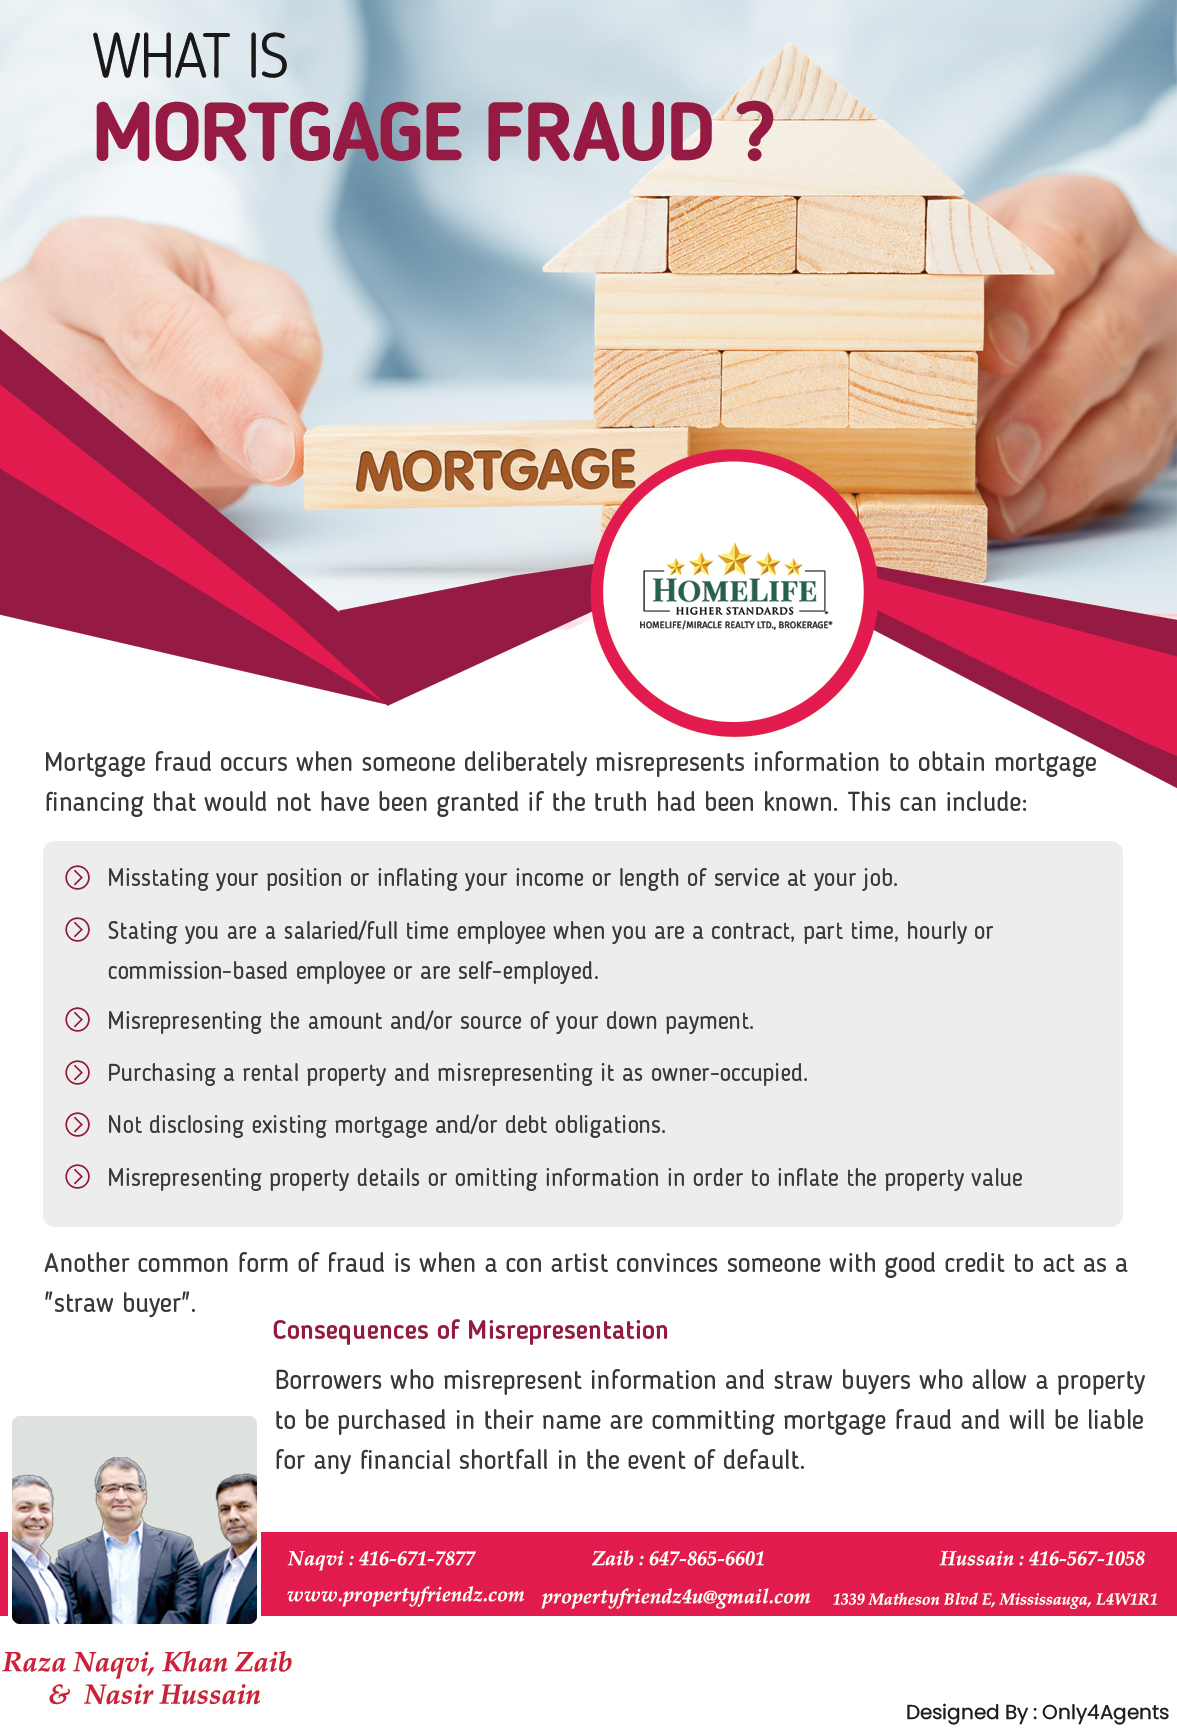 WHAT IS
MORTGAGE FRAUD ?
MORTGAGE
HOMELIFE
HIGHER STANDARDS
HOMELIFE/MIRACLE REALTY LTD., BROKERAGE*
Mortgage fraud occurs when someone deliberately misrepresents information to obtain mortgage
financing that would not have been granted if the truth had been known. This can include:
Misstating your position or inflating your income or length of service at your job.
Stating you are a salaried/full time employee when you are a contract, part time, hourly or
commission-based employee or are self-employed.
Misrepresenting the amount and/or source of your down payment.
Purchasing a rental property and misrepresenting it as owner-occupied.
Not disclosing existing mortgage and/or debt obligations.
Misrepresenting property details or omitting information in order to inflate the property value
Another common form of fraud is when a con artist convinces someone with good credit to act as a
"straw buyer".
Consequences of Misrepresentation
Borrowers who misrepresent information and straw buyers who allow a property
to be purchased in their name are committing mortgage fraud and will be liable
for any financial shortfall in the event of default.
Naqvi : 416-671-7877 Zaib : 647-865-6601 Hussain : 416-567-1058
www.propertyfriendz.com propertyfriendz4u@gmail.com 1339 Matheson Blvd E, Mississauga, L4W1R1
Raza Naqvi, Khan Zaib
& Nasir Hussain
Designed By : Only4Agents